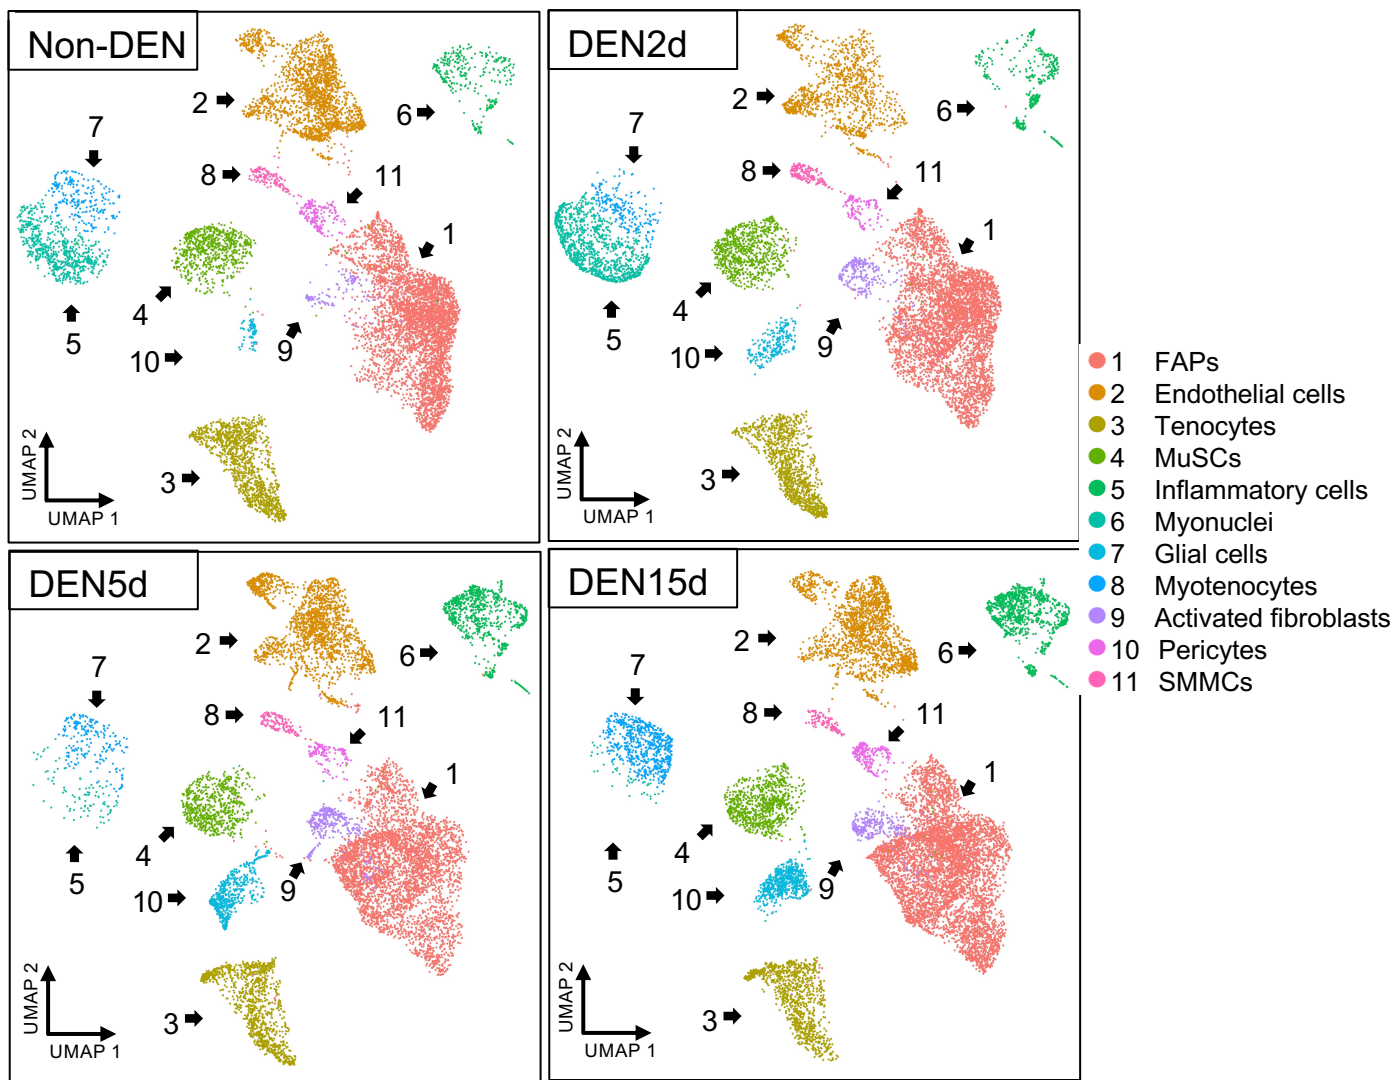 Non-DEN
2
6
7
8
11
1
4
5
9
10
3
UMAP 2
UMAP 1
DEN2d
2
6
7
8
11
1
4
5
9
10
3
UMAP 2
UMAP 1
DEN5d
2
6
7
8
11
1
4
5
9
10
3
UMAP 2
UMAP 1
DEN15d
2
6
7
8
11
1
4
5
9
10
3
UMAP 2
UMAP 1
1 FAPs
2 Endothelial cells
3 Tenocytes
4 MuSCs
5 Inflammatory cells
6 Myonuclei
7 Glial cells
8 Myotenocytes
9 Activated fibroblasts
10 Pericytes
11 SMMCs